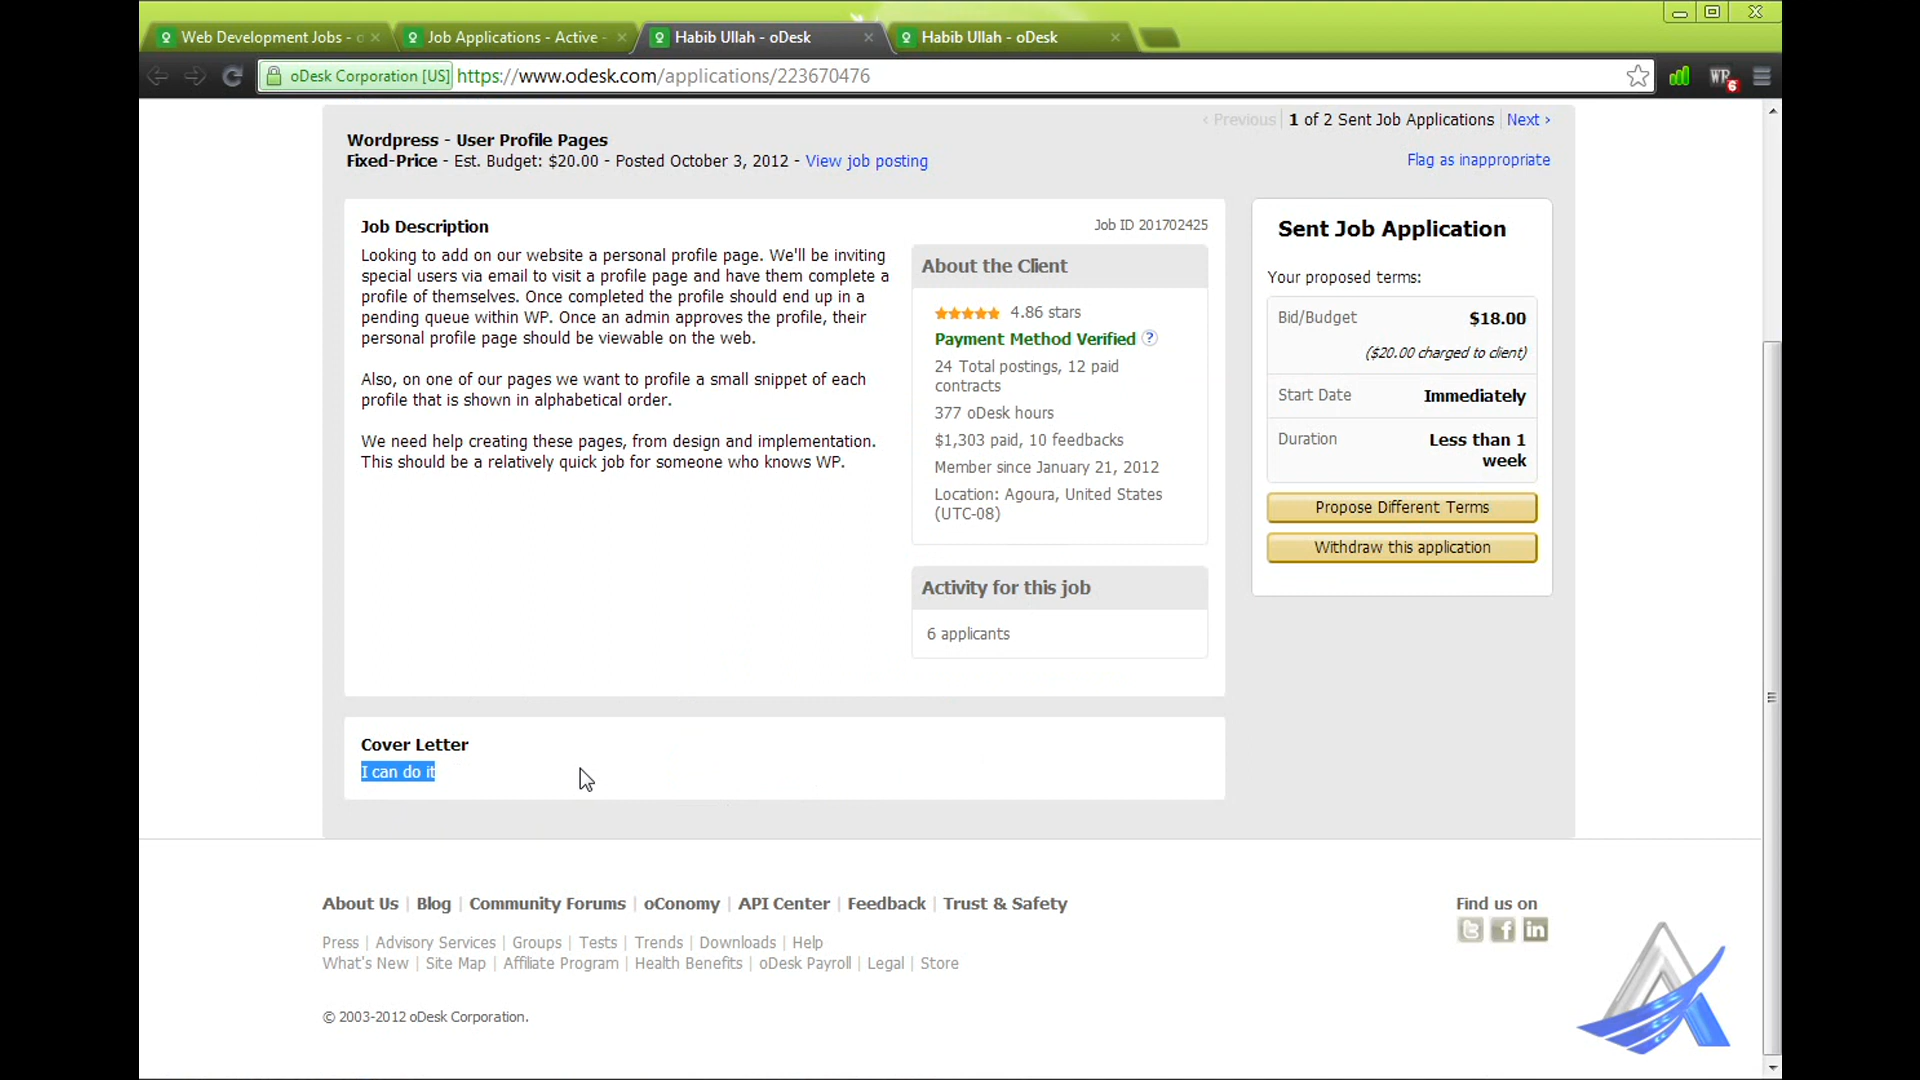 Web Development Jobs - o
Job Applications - Active -
Habib Ullah - oDesk
Habib Ullah - oDesk
oDesk Corporation [US] https://www.odesk.com/applications/223670476
WP
6
‹ Previous | 1 of 2 Sent Job Applications | Next ›
Wordpress - User Profile Pages
Fixed-Price - Est. Budget: $20.00 - Posted October 3, 2012 - View job posting
Flag as inappropriate
Job Description
Job ID 201702425
Looking to add on our website a personal profile page. We'll be inviting
special users via email to visit a profile page and have them complete a
profile of themselves. Once completed the profile should end up in a
pending queue within WP. Once an admin approves the profile, their
personal profile page should be viewable on the web.
Also, on one of our pages we want to profile a small snippet of each
profile that is shown in alphabetical order.
We need help creating these pages, from design and implementation.
This should be a relatively quick job for someone who knows WP.
About the Client
4.86 stars
Payment Method Verified ?
24 Total postings, 12 paid
contracts
377 oDesk hours
$1,303 paid, 10 feedbacks
Member since January 21, 2012
Location: Agoura, United States
(UTC-08)
Activity for this job
6 applicants
Sent Job Application
Your proposed terms:
Bid/Budget $18.00
($20.00 charged to client)
Start Date Immediately
Duration Less than 1
week
Propose Different Terms
Withdraw this application
Cover Letter
I can do it
About Us | Blog | Community Forums | oConomy | API Center | Feedback | Trust & Safety
Press | Advisory Services | Groups | Tests | Trends | Downloads | Help
What's New | Site Map | Affiliate Program | Health Benefits | oDesk Payroll | Legal | Store
© 2003-2012 oDesk Corporation.
Find us on